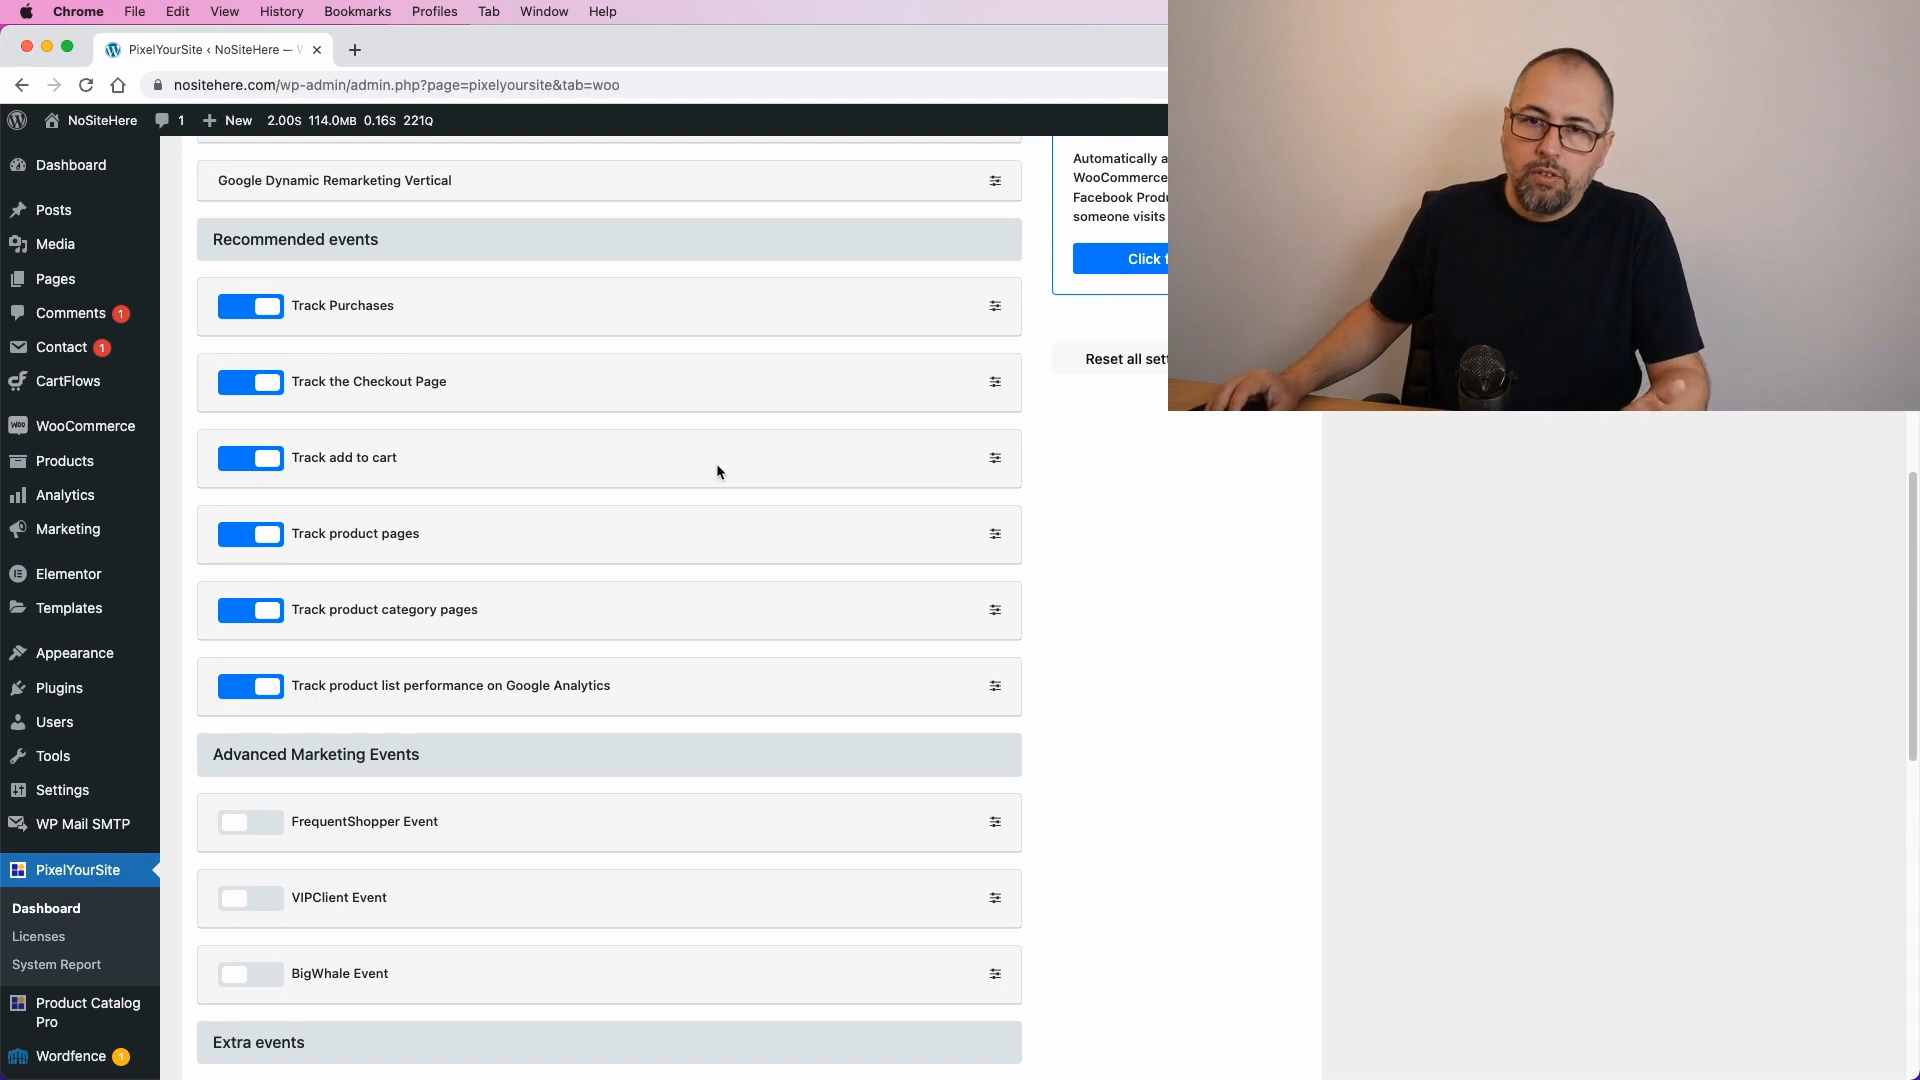 Chrome File Edit View History Bookmarks Profiles Tab Window Help
PixelYourSite ‹ NoSiteHere —
nositehere.com/wp-admin/admin.php?page=pixelyoursite&tab=woo
NoSiteHere 1 New 2.00S 114.0MB 0.16S 221Q
Dashboard
Posts
Media
Pages
Comments 1
Contact 1
CartFlows
WooCommerce
Products
Analytics
Marketing
Elementor
Templates
Appearance
Plugins
Users
Tools
Settings
WP Mail SMTP
PixelYourSite
Dashboard
Licenses
System Report
Product Catalog
Pro
Wordfence 1
Google Dynamic Remarketing Vertical
Recommended events
Track Purchases
Track the Checkout Page
Track add to cart
Track product pages
Track product category pages
Track product list performance on Google Analytics
Advanced Marketing Events
FrequentShopper Event
VIPClient Event
BigWhale Event
Extra events
Automatically a
WooCommerce
Facebook Produ
someone visits
Click f
Reset all sett